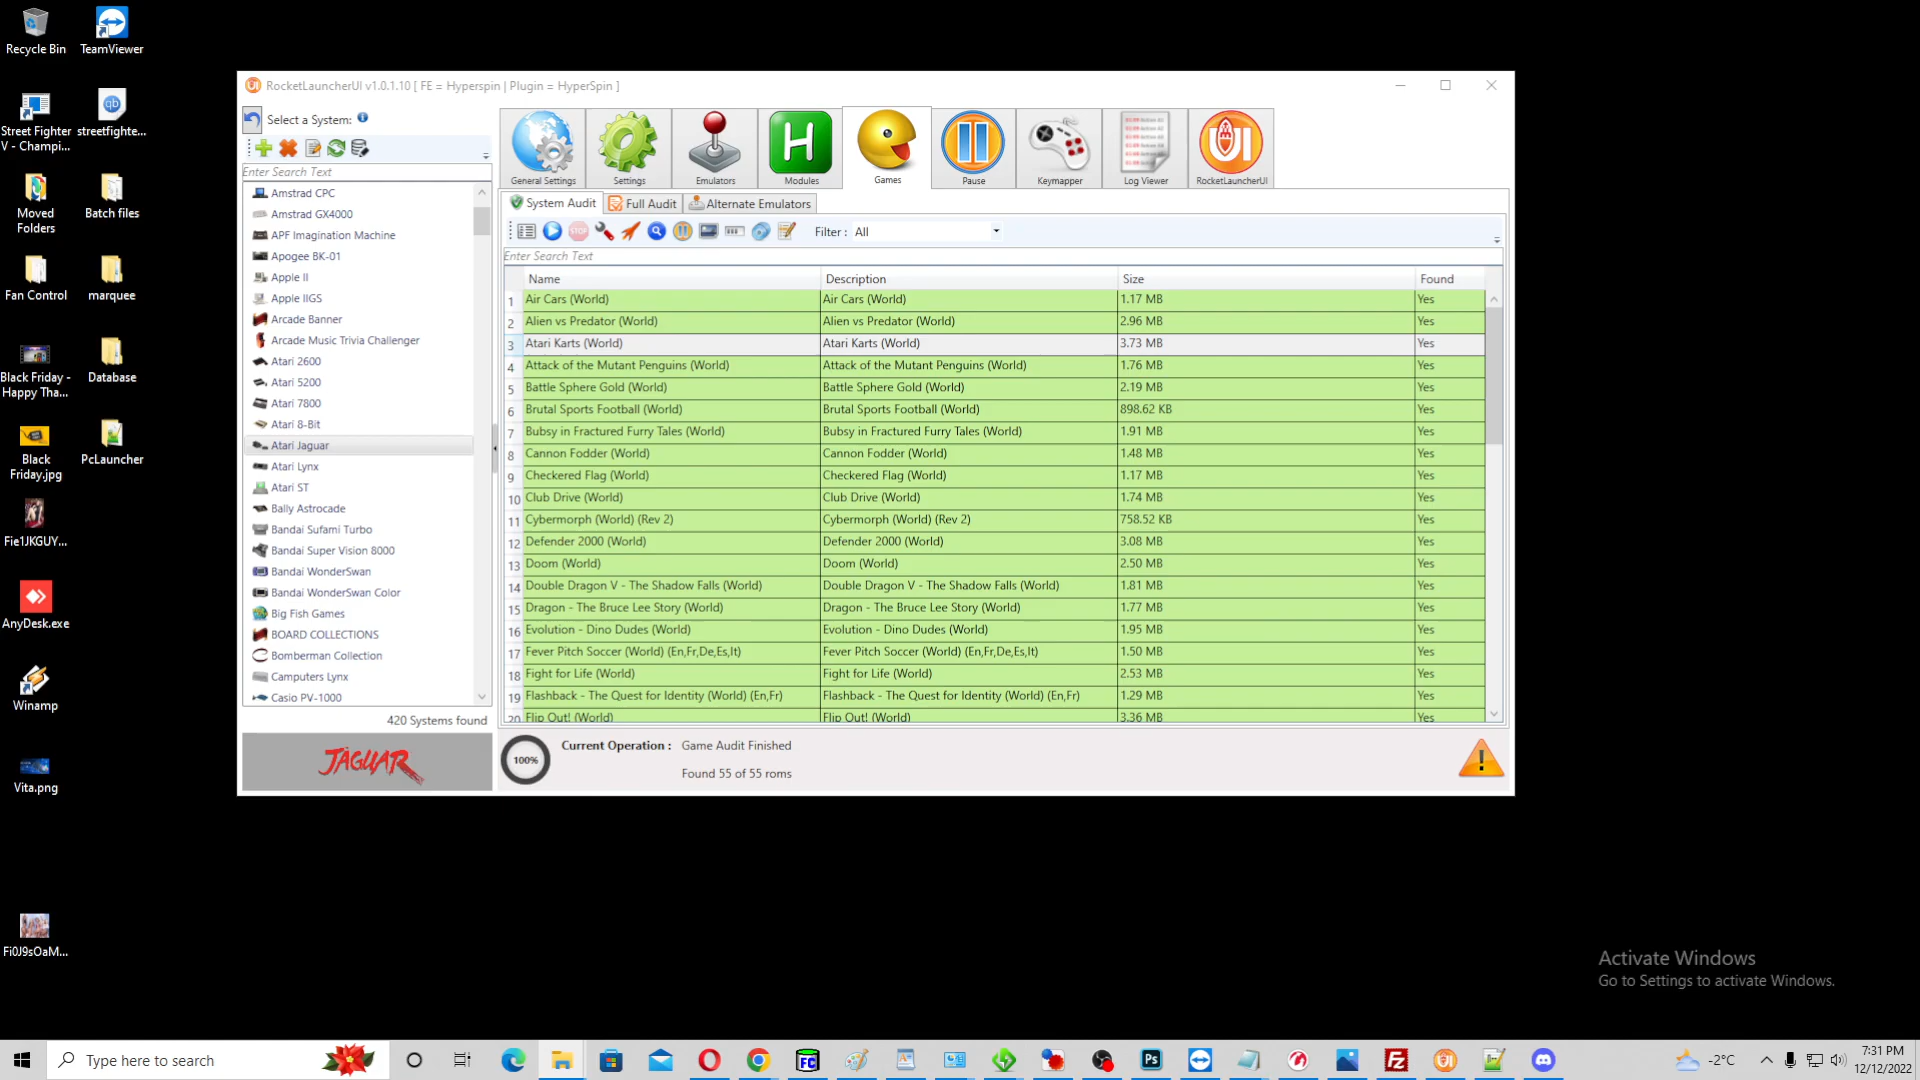 Recycle Bin
TeamViewer
Street Fighter
V - Champi...
streetfighte...
Moved
Folders
Batch files
Fan Control
marquee
Black Friday -
Happy Tha...
Database
Black
Friday.jpg
PcLauncher
Fie1JKGUY...
AnyDesk.exe
Winamp
Vita.png
Fi0J9sOaM...
RocketLauncherUI v1.0.1.10 [ FE = Hyperspin | Plugin = HyperSpin ]
Select a System:
Enter Search Text
Amstrad CPC
Amstrad GX4000
APF Imagination Machine
Apogee BK-01
Apple II
Apple IIGS
Arcade Banner
Arcade Music Trivia Challenger
Atari 2600
Atari 5200
Atari 7800
Atari 8-Bit
Atari Jaguar
Atari Lynx
Atari ST
Bally Astrocade
Bandai Sufami Turbo
Bandai Super Vision 8000
Bandai WonderSwan
Bandai WonderSwan Color
Big Fish Games
BOARD COLLECTIONS
Bomberman Collection
Camputers Lynx
Casio PV-1000
420 Systems found
JAGUAR
General Settings
Settings
Emulators
Modules
Games
Pause
Keymapper
Log Viewer
RocketLauncherUI
System Audit
Full Audit
Alternate Emulators
STOP
Filter : All
Enter Search Text
Name Description Size Found
1 Air Cars (World) Air Cars (World) 1.17 MB Yes
2 Alien vs Predator (World) Alien vs Predator (World) 2.96 MB Yes
3 Atari Karts (World) Atari Karts (World) 3.73 MB Yes
4 Attack of the Mutant Penguins (World) Attack of the Mutant Penguins (World) 1.76 MB Yes
5 Battle Sphere Gold (World) Battle Sphere Gold (World) 2.19 MB Yes
6 Brutal Sports Football (World) Brutal Sports Football (World) 898.62 KB Yes
7 Bubsy in Fractured Furry Tales (World) Bubsy in Fractured Furry Tales (World) 1.91 MB Yes
8 Cannon Fodder (World) Cannon Fodder (World) 1.48 MB Yes
9 Checkered Flag (World) Checkered Flag (World) 1.17 MB Yes
10 Club Drive (World) Club Drive (World) 1.74 MB Yes
11 Cybermorph (World) (Rev 2) Cybermorph (World) (Rev 2) 758.52 KB Yes
12 Defender 2000 (World) Defender 2000 (World) 3.08 MB Yes
13 Doom (World) Doom (World) 2.50 MB Yes
14 Double Dragon V - The Shadow Falls (World) Double Dragon V - The Shadow Falls (World) 1.81 MB Yes
15 Dragon - The Bruce Lee Story (World) Dragon - The Bruce Lee Story (World) 1.77 MB Yes
16 Evolution - Dino Dudes (World) Evolution - Dino Dudes (World) 1.95 MB Yes
17 Fever Pitch Soccer (World) (En,Fr,De,Es,It) Fever Pitch Soccer (World) (En,Fr,De,Es,It) 1.50 MB Yes
18 Fight for Life (World) Fight for Life (World) 2.53 MB Yes
19 Flashback - The Quest for Identity (World) (En,Fr) Flashback - The Quest for Identity (World) (En,Fr) 1.29 MB Yes
20 Flip Out! (World) Flip Out! (World) 3.36 MB Yes
100%
Current Operation : Game Audit Finished
Found 55 of 55 roms
Activate Windows
Go to Settings to activate Windows.
Type here to search
-2°C
7:31 PM
12/12/2022